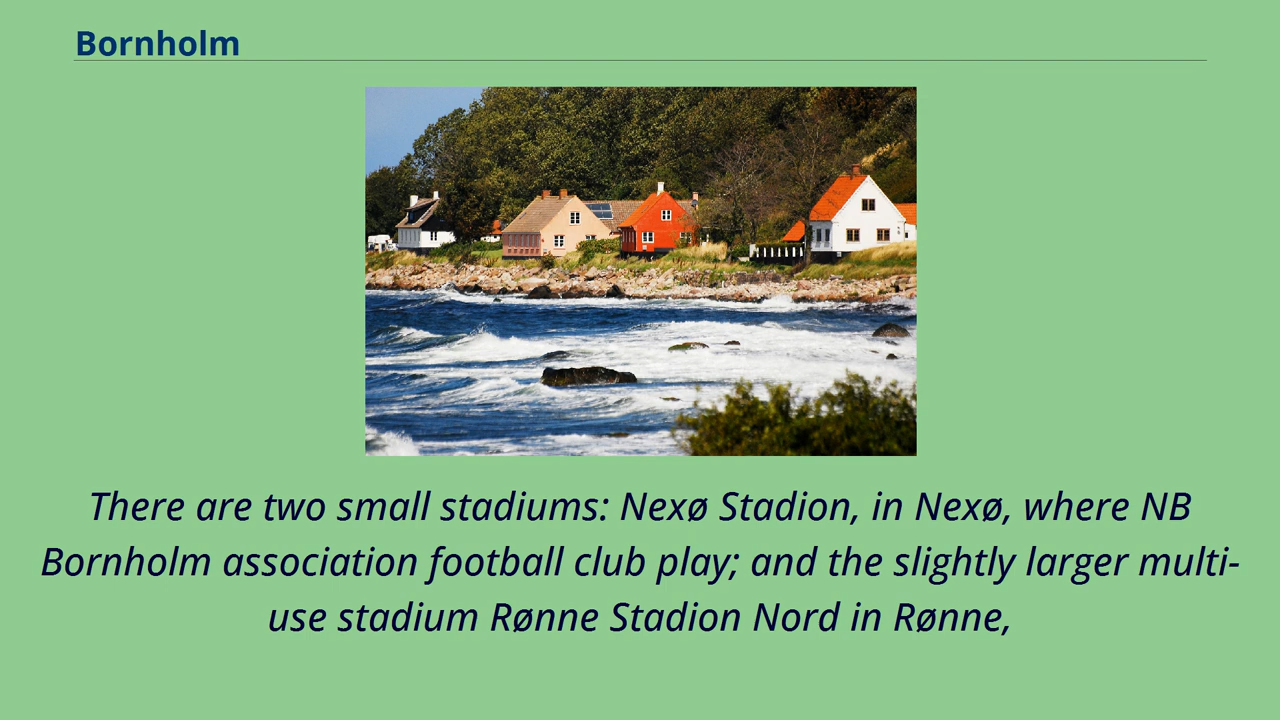 Bornholm
There are two small stadiums: Nexø Stadion, in Nexø, where NB
Bornholm association football club play; and the slightly larger multi-
use stadium Rønne Stadion Nord in Rønne,